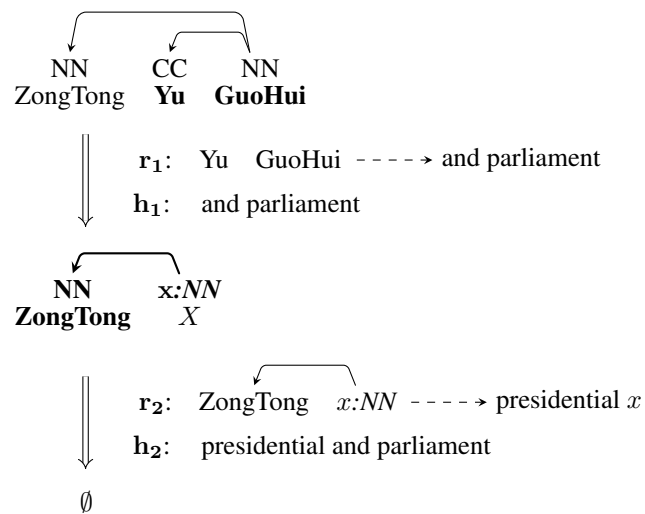 NN CC NN
ZongTong Yu GuoHui
r₁: Yu GuoHui and parliament
h₁: and parliament
NN x:NN
ZongTong X
r₂: ZongTong x:NN presidential x
h₂: presidential and parliament
∅